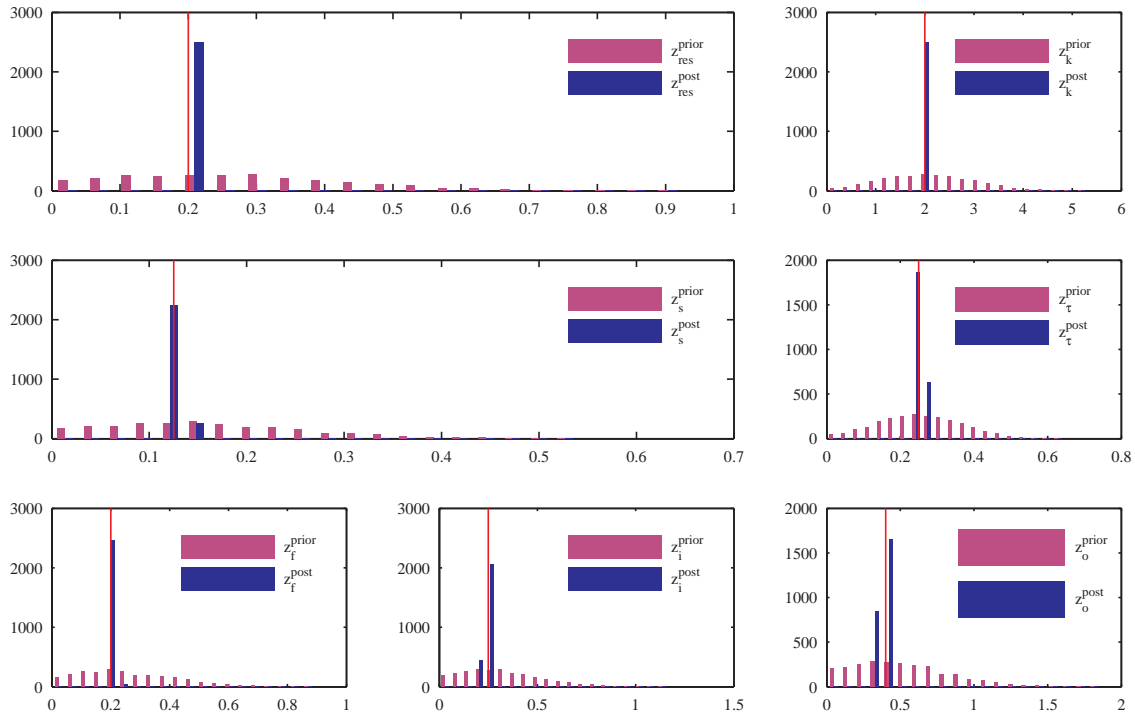 3000
2000
1000
0
0 0.1 0.2 0.3 0.4 0.5 0.6 0.7 0.8 0.9 1
z_res^prior
z_res^post
3000
2000
1000
0
0 1 2 3 4 5 6
z_k^prior
z_k^post
3000
2000
1000
0
0 0.1 0.2 0.3 0.4 0.5 0.6 0.7
z_s^prior
z_s^post
2000
1500
1000
500
0
0 0.2 0.4 0.6 0.8
z_τ^prior
z_τ^post
3000
2000
1000
0
0 0.2 0.4 0.6 0.8 1
z_f^prior
z_f^post
3000
2000
1000
0
0 0.5 1 1.5
z_i^prior
z_i^post
2000
1500
1000
500
0
0 0.5 1 1.5 2
z_o^prior
z_o^post